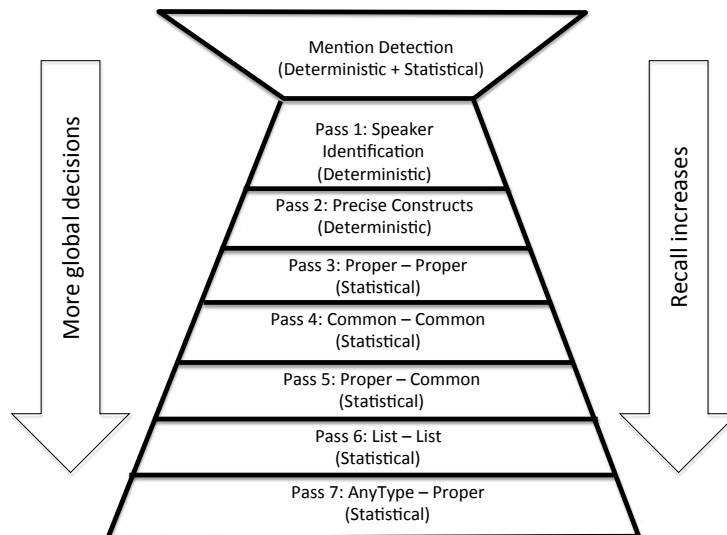 Mention Detection
(Deterministic + Statistical)
Pass 1: Speaker
Identification
(Deterministic)
Pass 2: Precise Constructs
(Deterministic)
Pass 3: Proper – Proper
(Statistical)
Pass 4: Common – Common
(Statistical)
Pass 5: Proper – Common
(Statistical)
Pass 6: List – List
(Statistical)
Pass 7: AnyType – Proper
(Statistical)
More global decisions
Recall increases